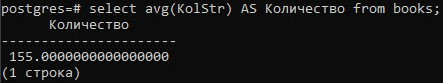 postgres=# select avg(KolStr) AS Количество from books;
Количество
---------------------
155.0000000000000000
(1 строка)